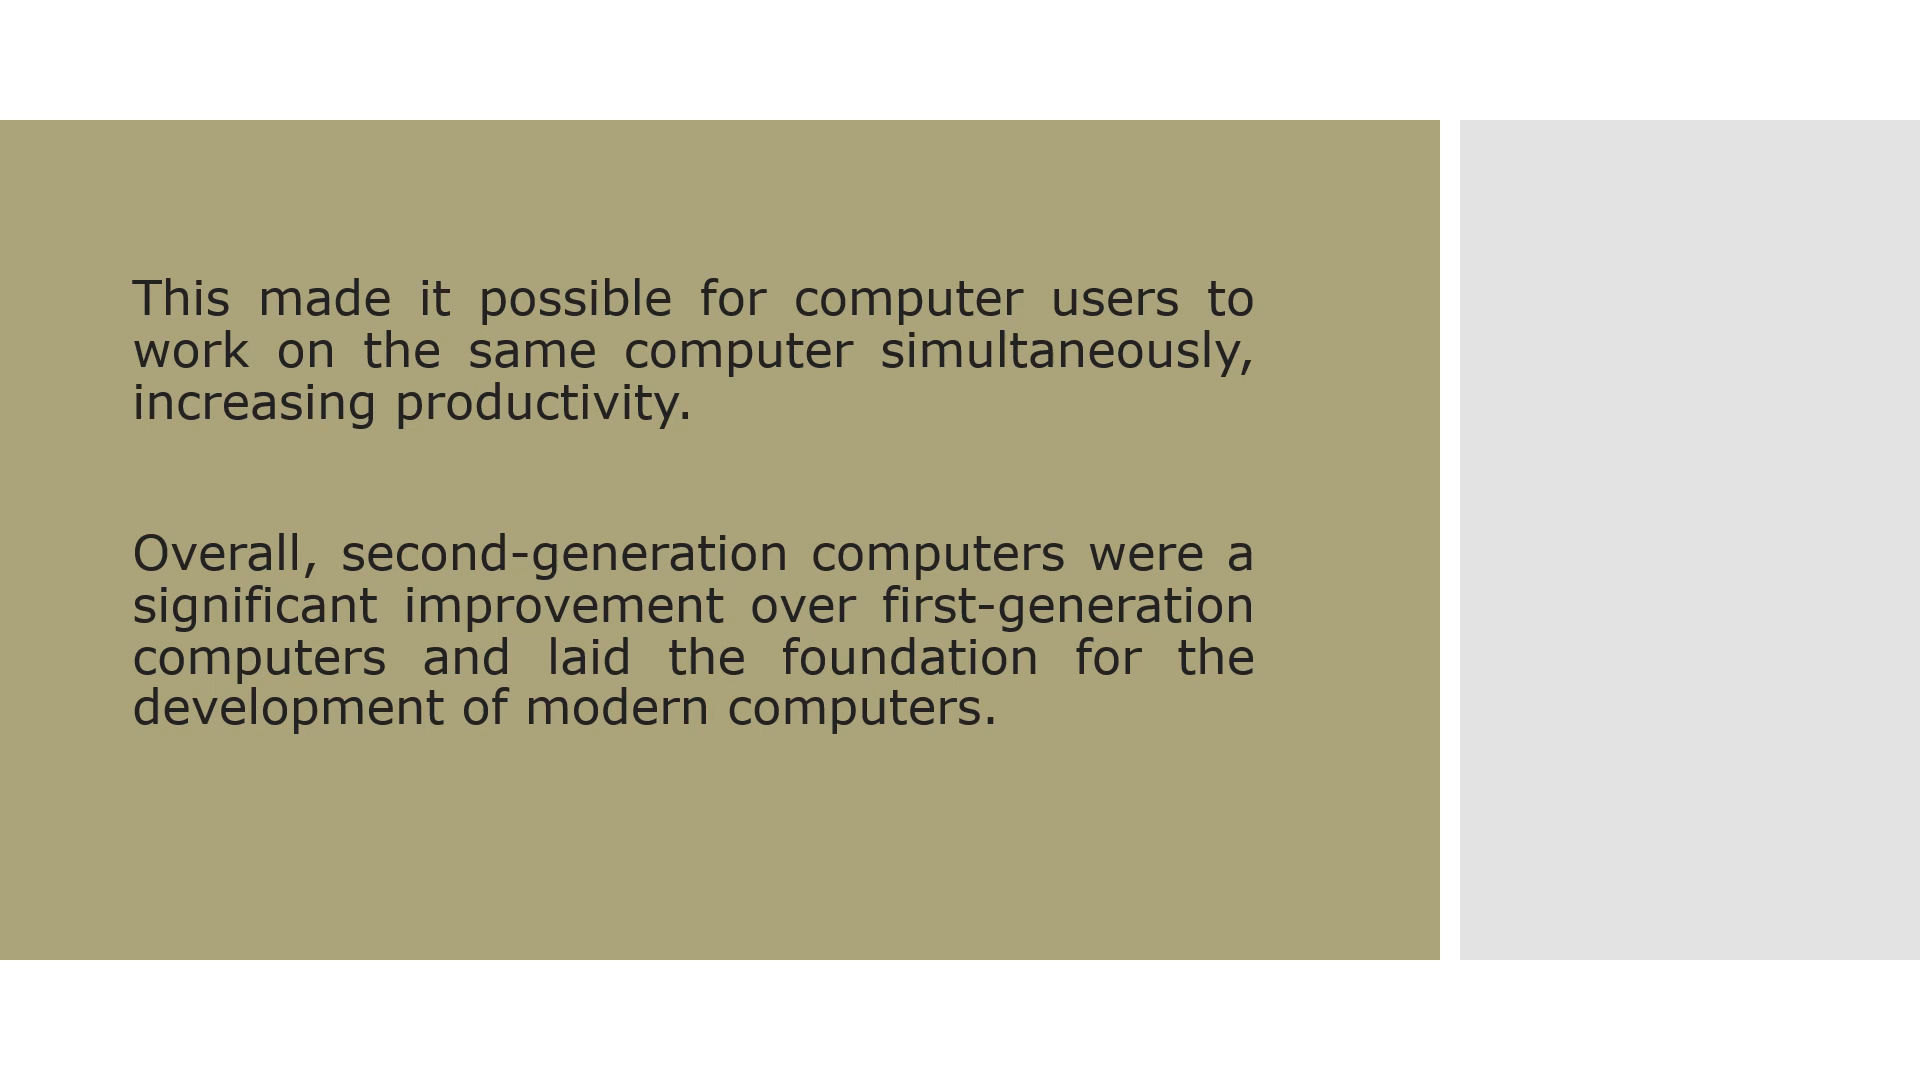 This made it possible for computer users to
work on the same computer simultaneously,
increasing productivity.
Overall, second-generation computers were a
significant improvement over first-generation
computers and laid the foundation for the
development of modern computers.